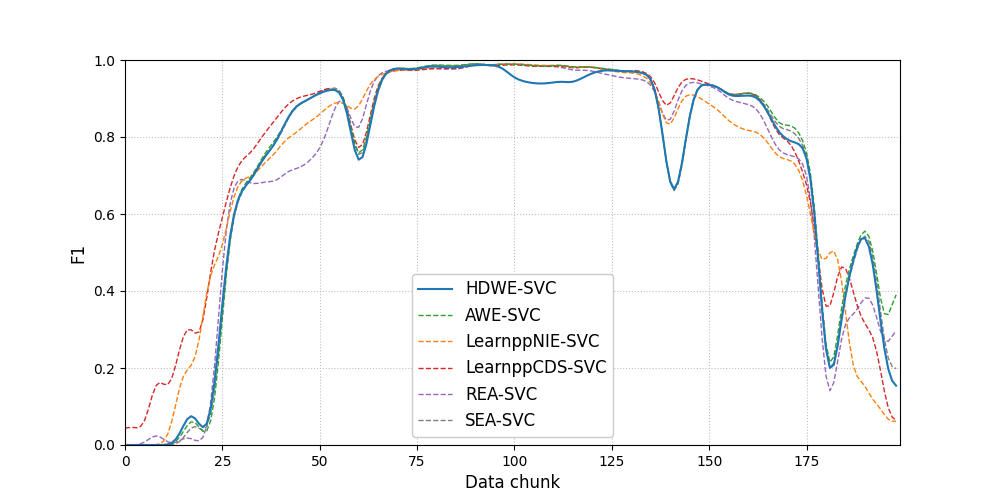 1.0
0.8
0.6
0.4
0.2
0.0
F1
HDWE-SVC
AWE-SVC
LearnppNIE-SVC
LearnppCDS-SVC
REA-SVC
SEA-SVC
0 25 50 75 100 125 150 175
Data chunk